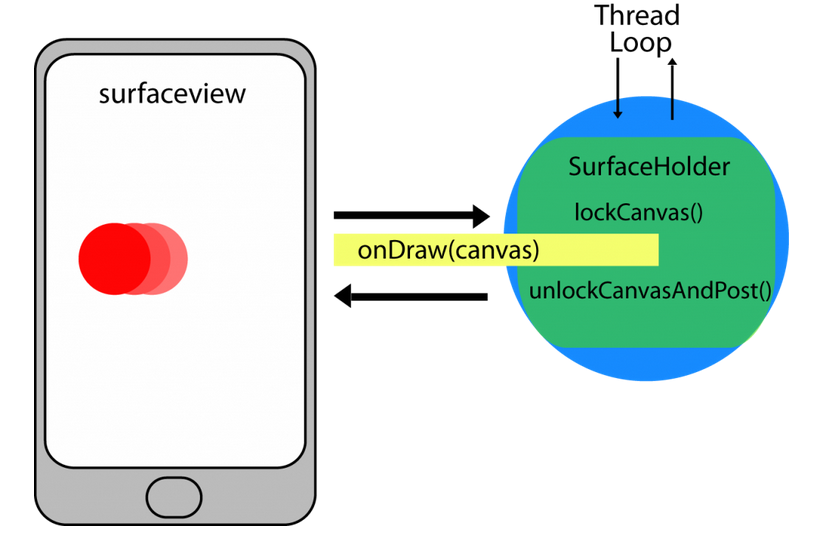 surfaceview
Thread
Loop
SurfaceHolder
lockCanvas()
onDraw(canvas)
unlockCanvasAndPost()